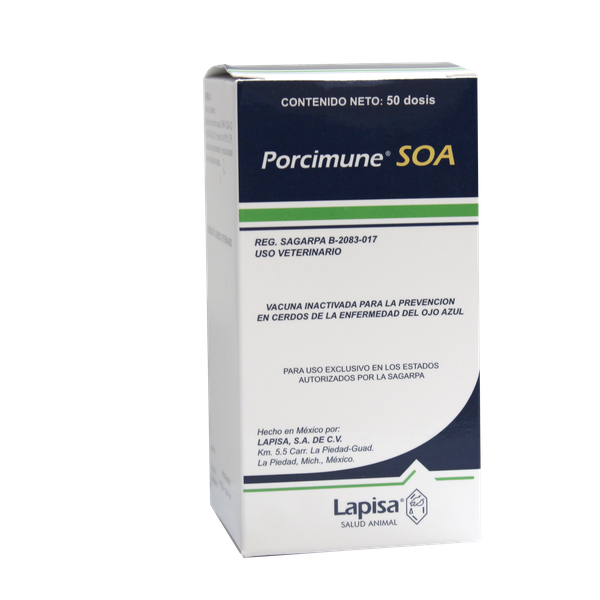 CONTENIDO NETO: 50 dosis
Porcimune® SOA
REG. SAGARPA B-2083-017
USO VETERINARIO
VACUNA INACTIVADA PARA LA PREVENCION
EN CERDOS DE LA ENFERMEDAD DEL OJO AZUL
PARA USO EXCLUSIVO EN LOS ESTADOS
AUTORIZADOS POR LA SAGARPA
Hecho en México por:
LAPISA, S.A. DE C.V.
Km. 5.5 Carr. La Piedad-Guad.
La Piedad, Mich., México.
Lapisa®
SALUD ANIMAL